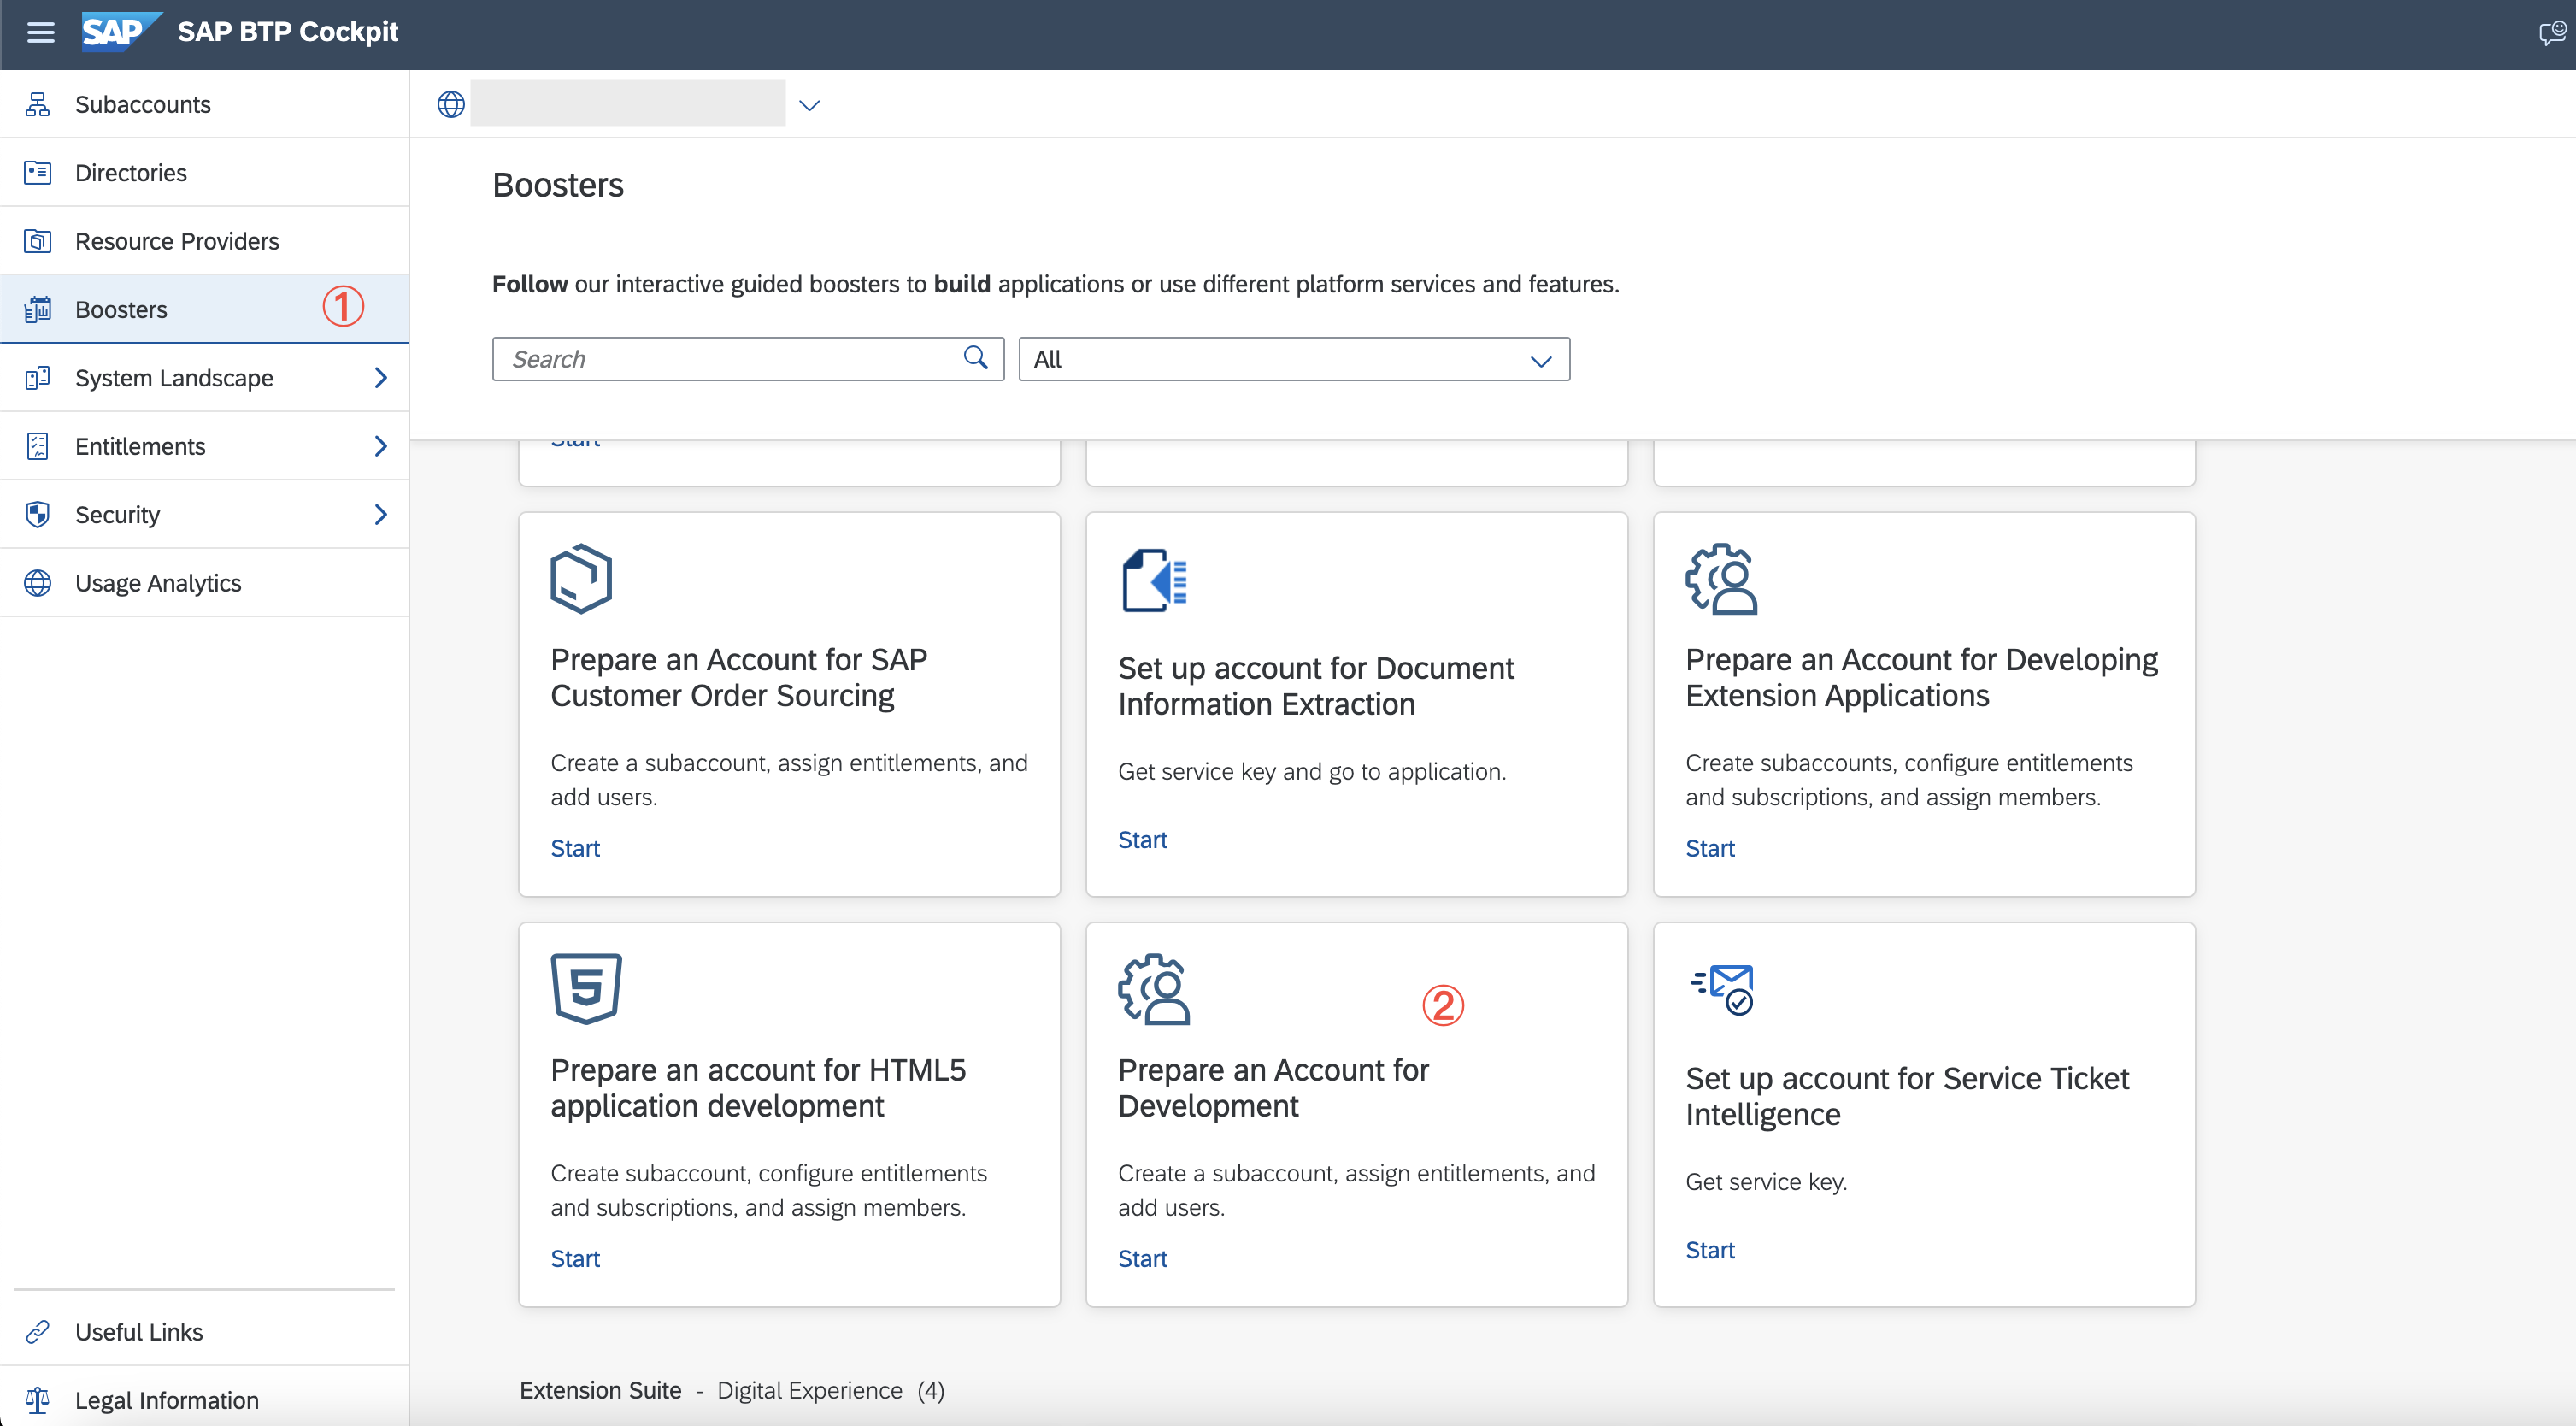 SAP SAP BTP Cockpit
Subaccounts
Directories
Resource Providers
Boosters 1
System Landscape
Entitlements
Security
Usage Analytics
Useful Links
Legal Information
Boosters
Follow our interactive guided boosters to build applications or use different platform services and features.
Search All
Start
Prepare an Account for SAP
Customer Order Sourcing
Create a subaccount, assign entitlements, and
add users.
Start
Set up account for Document
Information Extraction
Get service key and go to application.
Start
Prepare an Account for Developing
Extension Applications
Create subaccounts, configure entitlements
and subscriptions, and assign members.
Start
5
Prepare an account for HTML5
application development
Create subaccount, configure entitlements
and subscriptions, and assign members.
Start
2
Prepare an Account for
Development
Create a subaccount, assign entitlements, and
add users.
Start
Set up account for Service Ticket
Intelligence
Get service key.
Start
Extension Suite - Digital Experience (4)